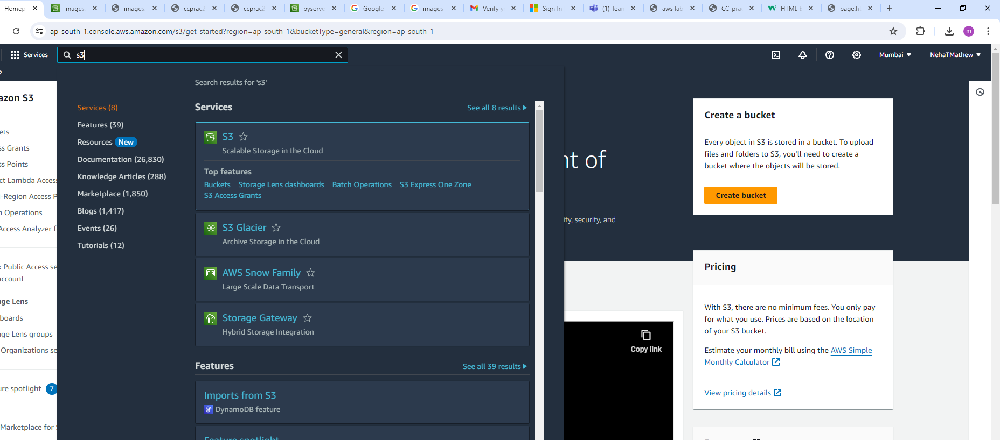 Homep
images.
images.
ccprac2
ccprac2
pyserve
Google
images
Verify y
Sign In
(1) Tean
aws lab
CC-prac
HTML E
page.ht
ap-south-1.console.aws.amazon.com/s3/get-started?region=ap-south-1&bucketType=general&region=ap-south-1
m
Services
s3
Mumbai
NehaTMathew
2
azon S3
ets
ss Grants
ss Points
ct Lambda Access
-Region Access P
n Operations
Access Analyzer f
k Public Access se
account
ge Lens
boards
age Lens groups
Organizations se
ure spotlight 7
Marketplace for S
Search results for 's3'
Services (8)
Features (39)
Resources New
Documentation (26,830)
Knowledge Articles (288)
Marketplace (1,850)
Blogs (1,417)
Events (26)
Tutorials (12)
Services
See all 8 results
S3
Scalable Storage in the Cloud
Top features
Buckets Storage Lens dashboards Batch Operations S3 Express One Zone
S3 Access Grants
S3 Glacier
Archive Storage in the Cloud
AWS Snow Family
Large Scale Data Transport
Storage Gateway
Hybrid Storage Integration
Features
See all 39 results
Imports from S3
DynamoDB feature
Feature spotlight
nt of
ity, security, and
Copy link
Create a bucket
Every object in S3 is stored in a bucket. To upload
files and folders to S3, you'll need to create a
bucket where the objects will be stored.
Create bucket
Pricing
With S3, there are no minimum fees. You only pay
for what you use. Prices are based on the location
of your S3 bucket.
Estimate your monthly bill using the AWS Simple
Monthly Calculator
View pricing details